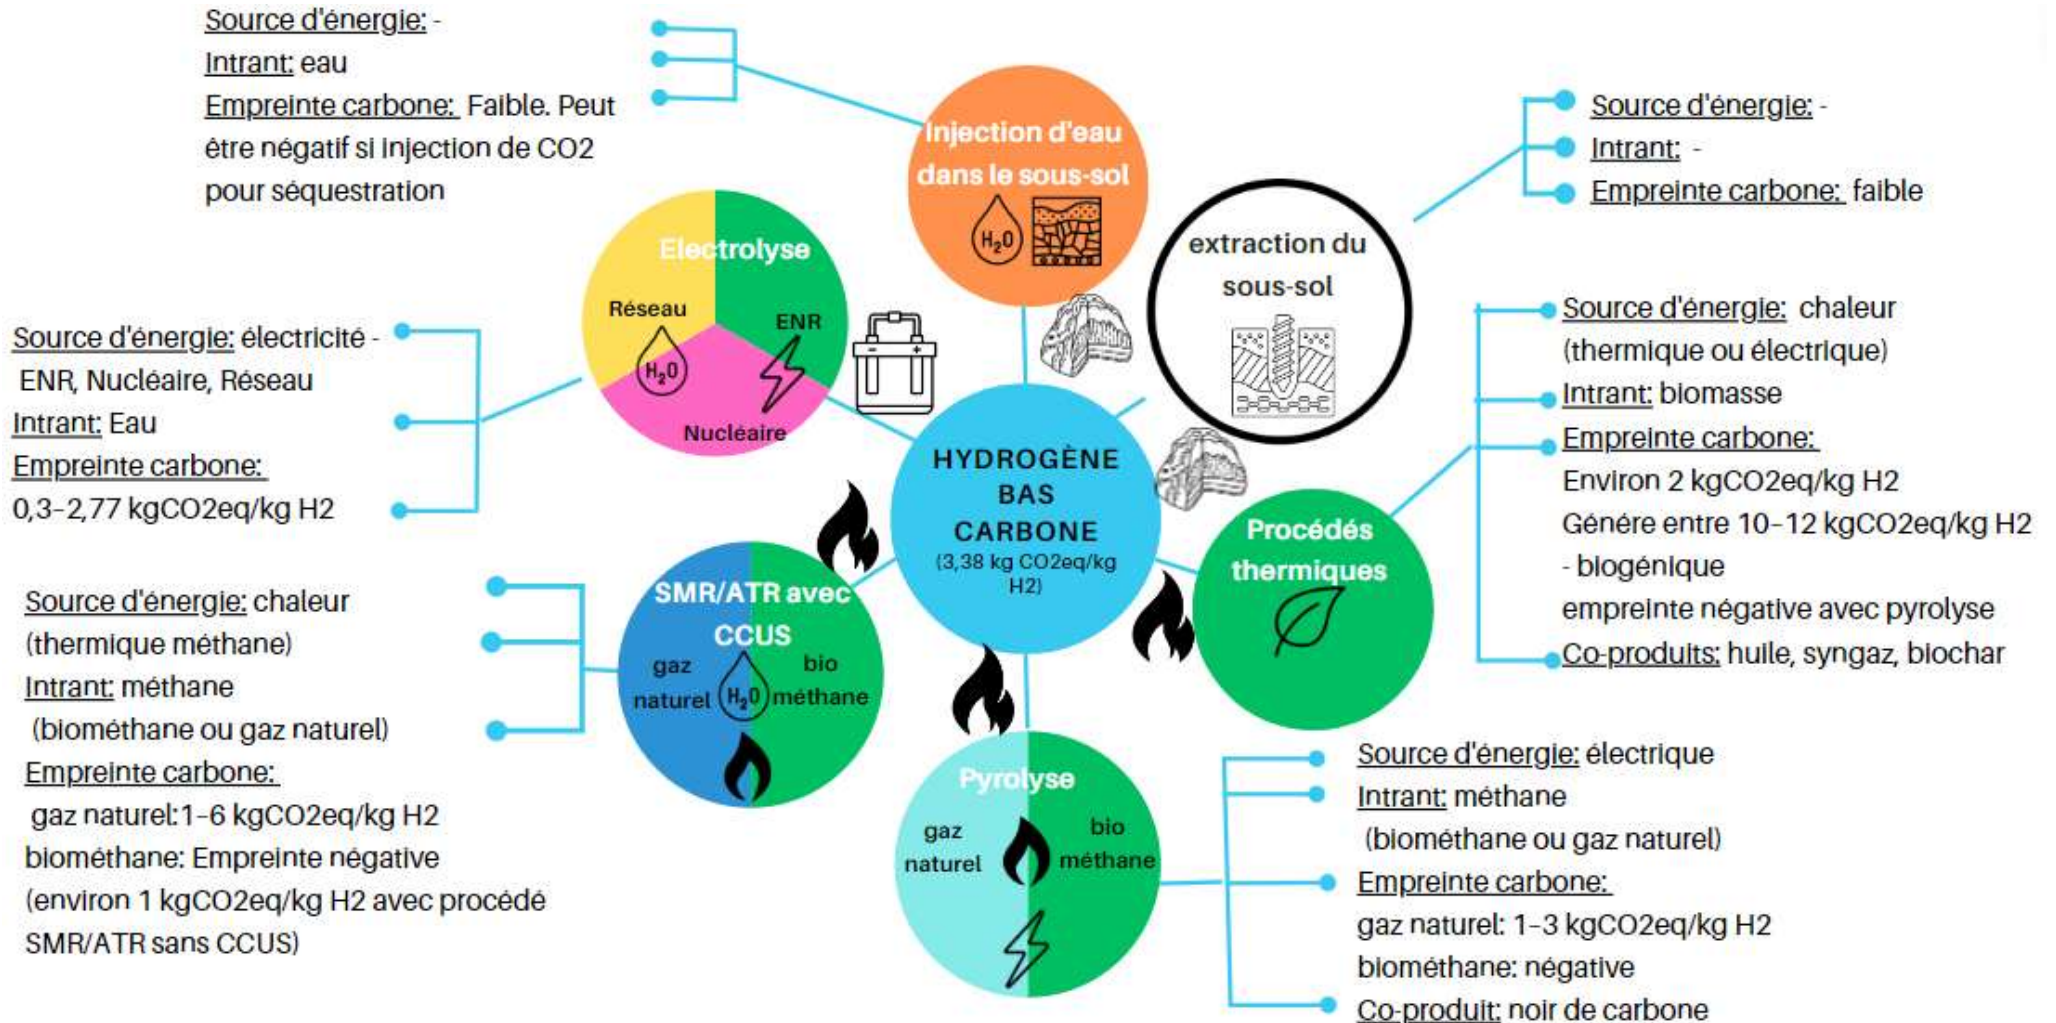 Source d'énergie: -
Intrant: eau
Empreinte carbone: Faible. Peut
être négatif si injection de CO2
pour séquestration
Injection d'eau
dans le sous-sol
H₂O
Source d'énergie: -
Intrant: -
Empreinte carbone: faible
extraction du
sous-sol
Electrolyse
Réseau
ENR
H₂O
Nucléaire
- +
Source d'énergie: électricité -
ENR, Nucléaire, Réseau
Intrant: Eau
Empreinte carbone:
0,3-2,77 kgCO2eq/kg H2
HYDROGÈNE
BAS
CARBONE
(3,38 kg CO2eq/kg
H2)
Source d'énergie: chaleur
(thermique ou électrique)
Intrant: biomasse
Empreinte carbone:
Environ 2 kgCO2eq/kg H2
Génére entre 10-12 kgCO2eq/kg H2
- biogénique
empreinte négative avec pyrolyse
Co-produits: huile, syngaz, biochar
Procédés
thermiques
SMR/ATR avec
CCUS
gaz
naturel
H₂O
bio
méthane
Source d'énergie: chaleur
(thermique méthane)
Intrant: méthane
(biométhane ou gaz naturel)
Empreinte carbone:
gaz naturel:1-6 kgCO2eq/kg H2
biométhane: Empreinte négative
(environ 1 kgCO2eq/kg H2 avec procédé
SMR/ATR sans CCUS)
Pyrolyse
gaz
naturel
bio
méthane
Source d'énergie: électrique
Intrant: méthane
(biométhane ou gaz naturel)
Empreinte carbone:
gaz naturel: 1-3 kgCO2eq/kg H2
biométhane: négative
Co-produit: noir de carbone